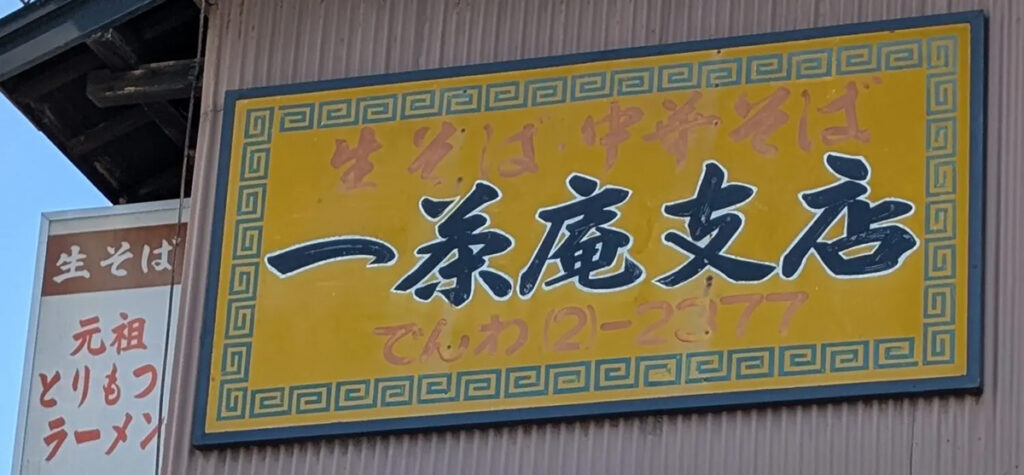 生そば・中華そば
一茶庵支店
でんわ(2)-2377
生そば
元祖
とりもつ
ラーメン